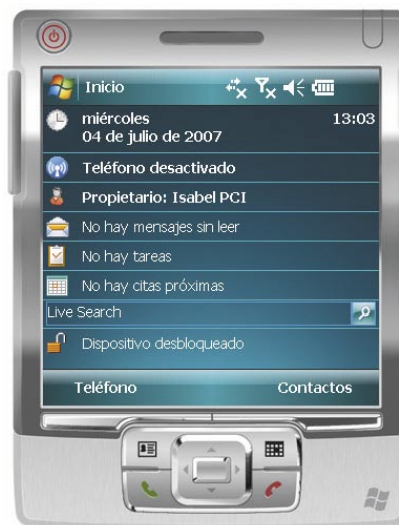 Inicio
miércoles 13:03
04 de julio de 2007
Teléfono desactivado
Propietario: Isabel PCI
No hay mensajes sin leer
No hay tareas
No hay citas próximas
Live Search
Dispositivo desbloqueado
Teléfono Contactos